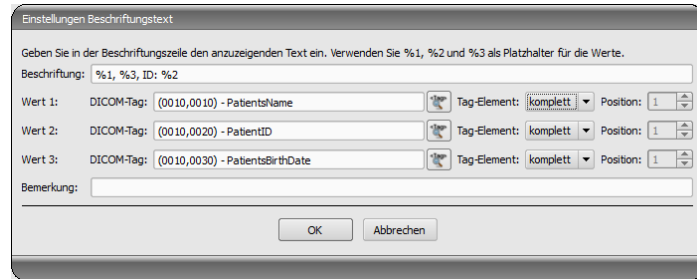 Einstellungen Beschriftungstext
Geben Sie in der Beschriftungszeile den anzuzeigenden Text ein. Verwenden Sie %1, %2 und %3 als Platzhalter für die Werte.
Beschriftung: %1, %3, ID: %2
Wert 1: DICOM-Tag: (0010,0010) - PatientsName Tag-Element: komplett Position: 1
Wert 2: DICOM-Tag: (0010,0020) - PatientID Tag-Element: komplett Position: 1
Wert 3: DICOM-Tag: (0010,0030) - PatientsBirthDate Tag-Element: komplett Position: 1
Bemerkung:
OK Abbrechen